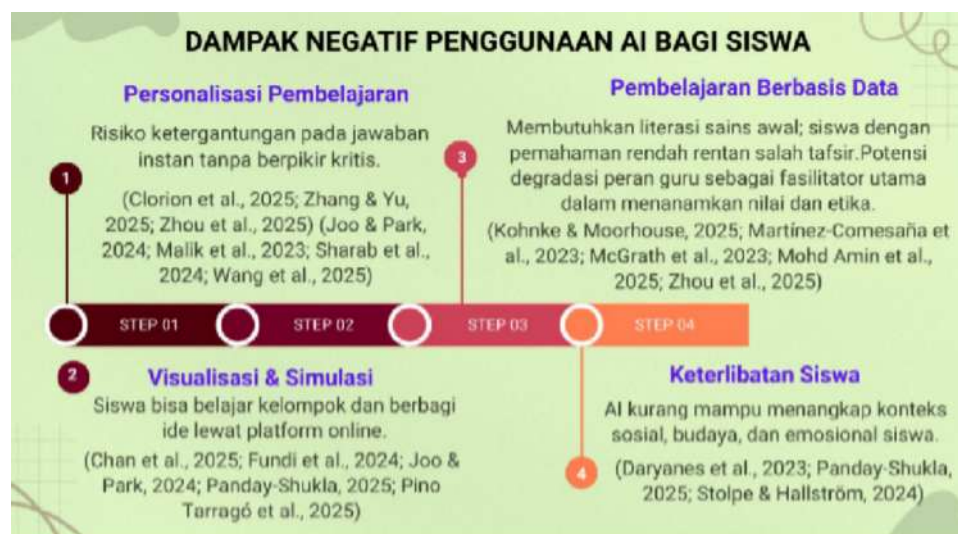 DAMPAK NEGATIF PENGGUNAAN AI BAGI SISWA
Personalisasi Pembelajaran
Risiko ketergantungan pada jawaban
instan tanpa berpikir kritis.
1
(Clorion et al., 2025; Zhang & Yu,
2025; Zhou et al., 2025) (Joo & Park,
2024; Malik et al., 2023; Sharab et al.,
2024; Wang et al., 2025)
Pembelajaran Berbasis Data
Membutuhkan literasi sains awal; siswa dengan
3
pemahaman rendah rentan salah tafsir.Potensi
degradasi peran guru sebagai fasilitator utama
dalam menanamkan nilai dan etika.
(Kohnke & Moorhouse, 2025; Martínez-Comesaña et
al., 2023; McGrath et al., 2023; Mohd Amin et al.,
2025; Zhou et al., 2025)
STEP 01
STEP 02
STEP 03
STEP 04
2
Visualisasi & Simulasi
Siswa bisa belajar kelompok dan berbagi
ide lewat platform online.
(Chan et al., 2025; Fundi et al., 2024; Joo &
Park, 2024; Panday-Shukla, 2025; Pino
Tarragó et al., 2025)
Keterlibatan Siswa
AI kurang mampu menangkap konteks
sosial, budaya, dan emosional siswa.
4
(Daryanes et al., 2023; Panday-Shukla,
2025; Stolpe & Hallström, 2024)